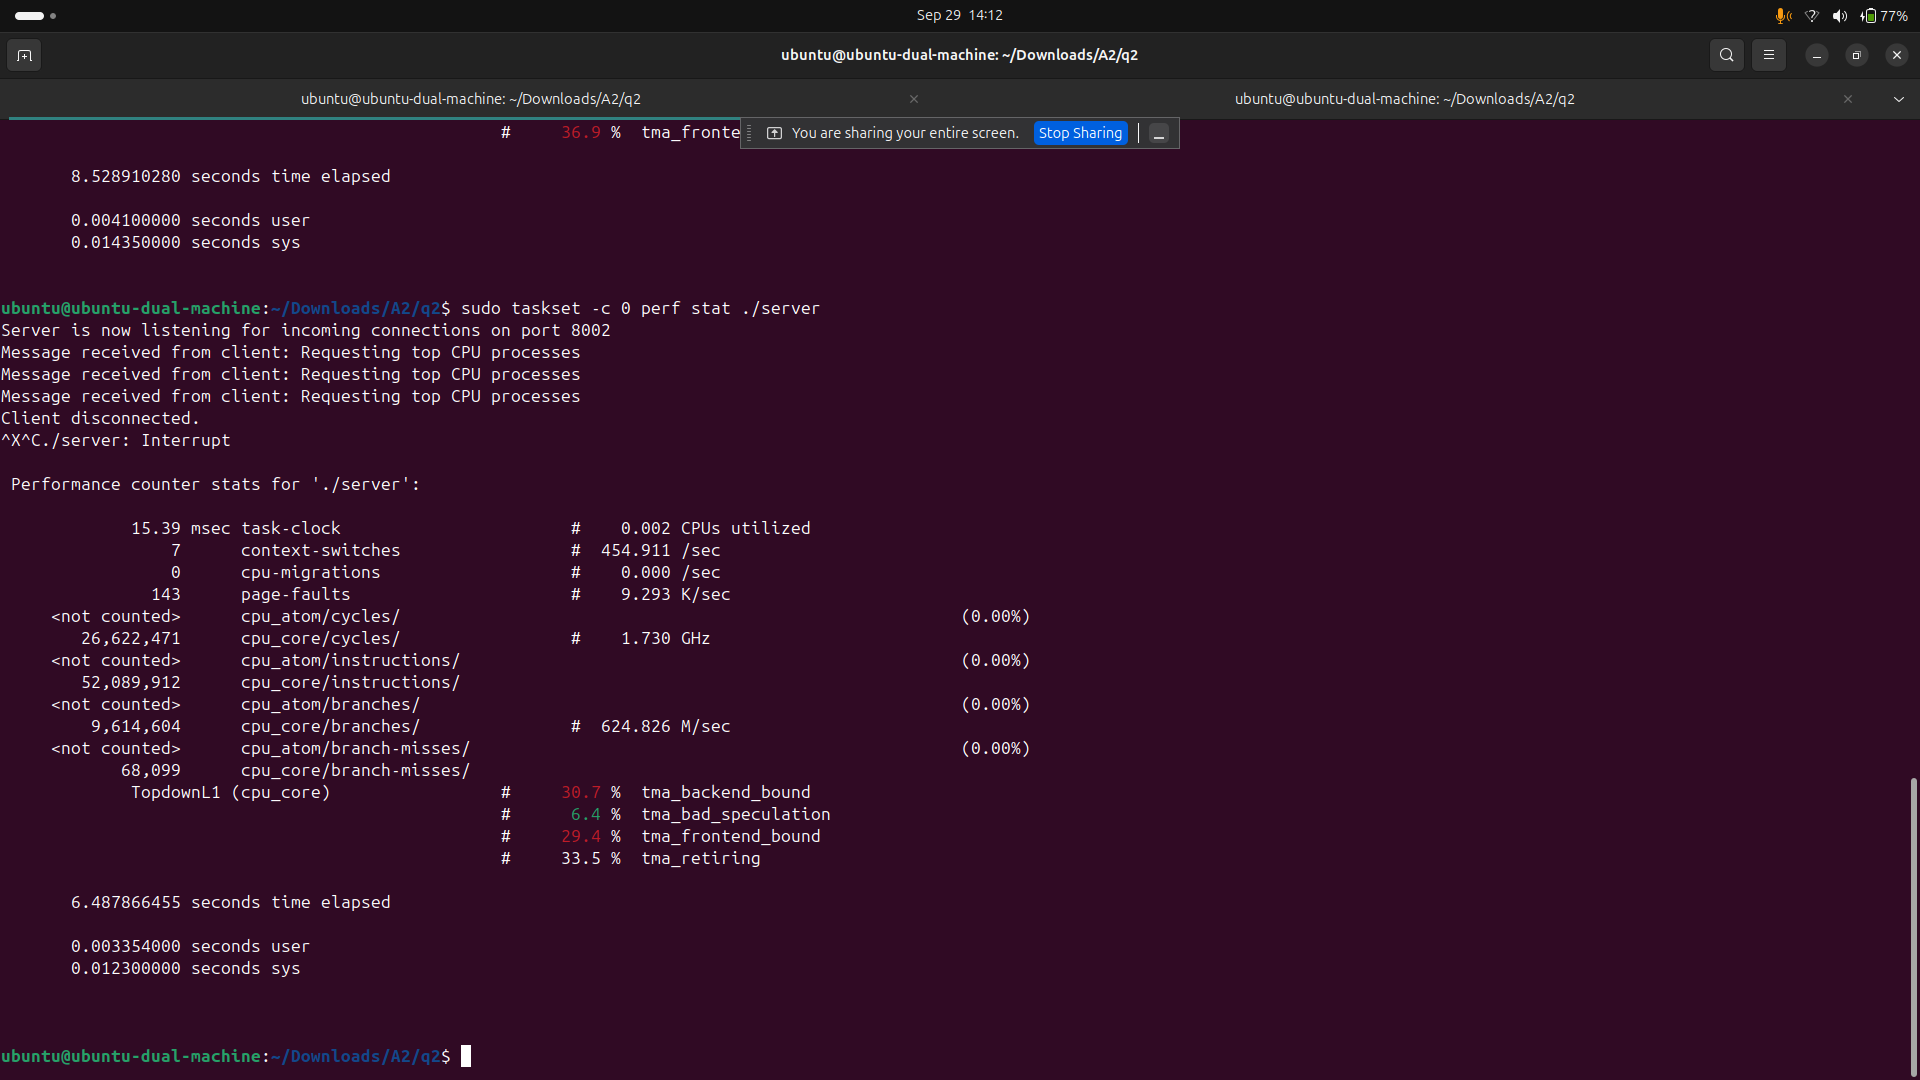 Sep 29 14:12
77%
ubuntu@ubuntu-dual-machine: ~/Downloads/A2/q2
ubuntu@ubuntu-dual-machine: ~/Downloads/A2/q2
ubuntu@ubuntu-dual-machine: ~/Downloads/A2/q2
# 36.9 % tma_fronte
You are sharing your entire screen. Stop Sharing
8.528910280 seconds time elapsed
0.004100000 seconds user
0.014350000 seconds sys
ubuntu@ubuntu-dual-machine:~/Downloads/A2/q2$ sudo taskset -c 0 perf stat ./server
Server is now listening for incoming connections on port 8002
Message received from client: Requesting top CPU processes
Message received from client: Requesting top CPU processes
Message received from client: Requesting top CPU processes
Client disconnected.
^X^C./server: Interrupt
Performance counter stats for './server':
15.39 msec task-clock # 0.002 CPUs utilized
7 context-switches # 454.911 /sec
0 cpu-migrations # 0.000 /sec
143 page-faults # 9.293 K/sec
<not counted> cpu_atom/cycles/ (0.00%)
26,622,471 cpu_core/cycles/ # 1.730 GHz
<not counted> cpu_atom/instructions/ (0.00%)
52,089,912 cpu_core/instructions/
<not counted> cpu_atom/branches/ (0.00%)
9,614,604 cpu_core/branches/ # 624.826 M/sec
<not counted> cpu_atom/branch-misses/ (0.00%)
68,099 cpu_core/branch-misses/
TopdownL1 (cpu_core) # 30.7 % tma_backend_bound
# 6.4 % tma_bad_speculation
# 29.4 % tma_frontend_bound
# 33.5 % tma_retiring
6.487866455 seconds time elapsed
0.003354000 seconds user
0.012300000 seconds sys
ubuntu@ubuntu-dual-machine:~/Downloads/A2/q2$